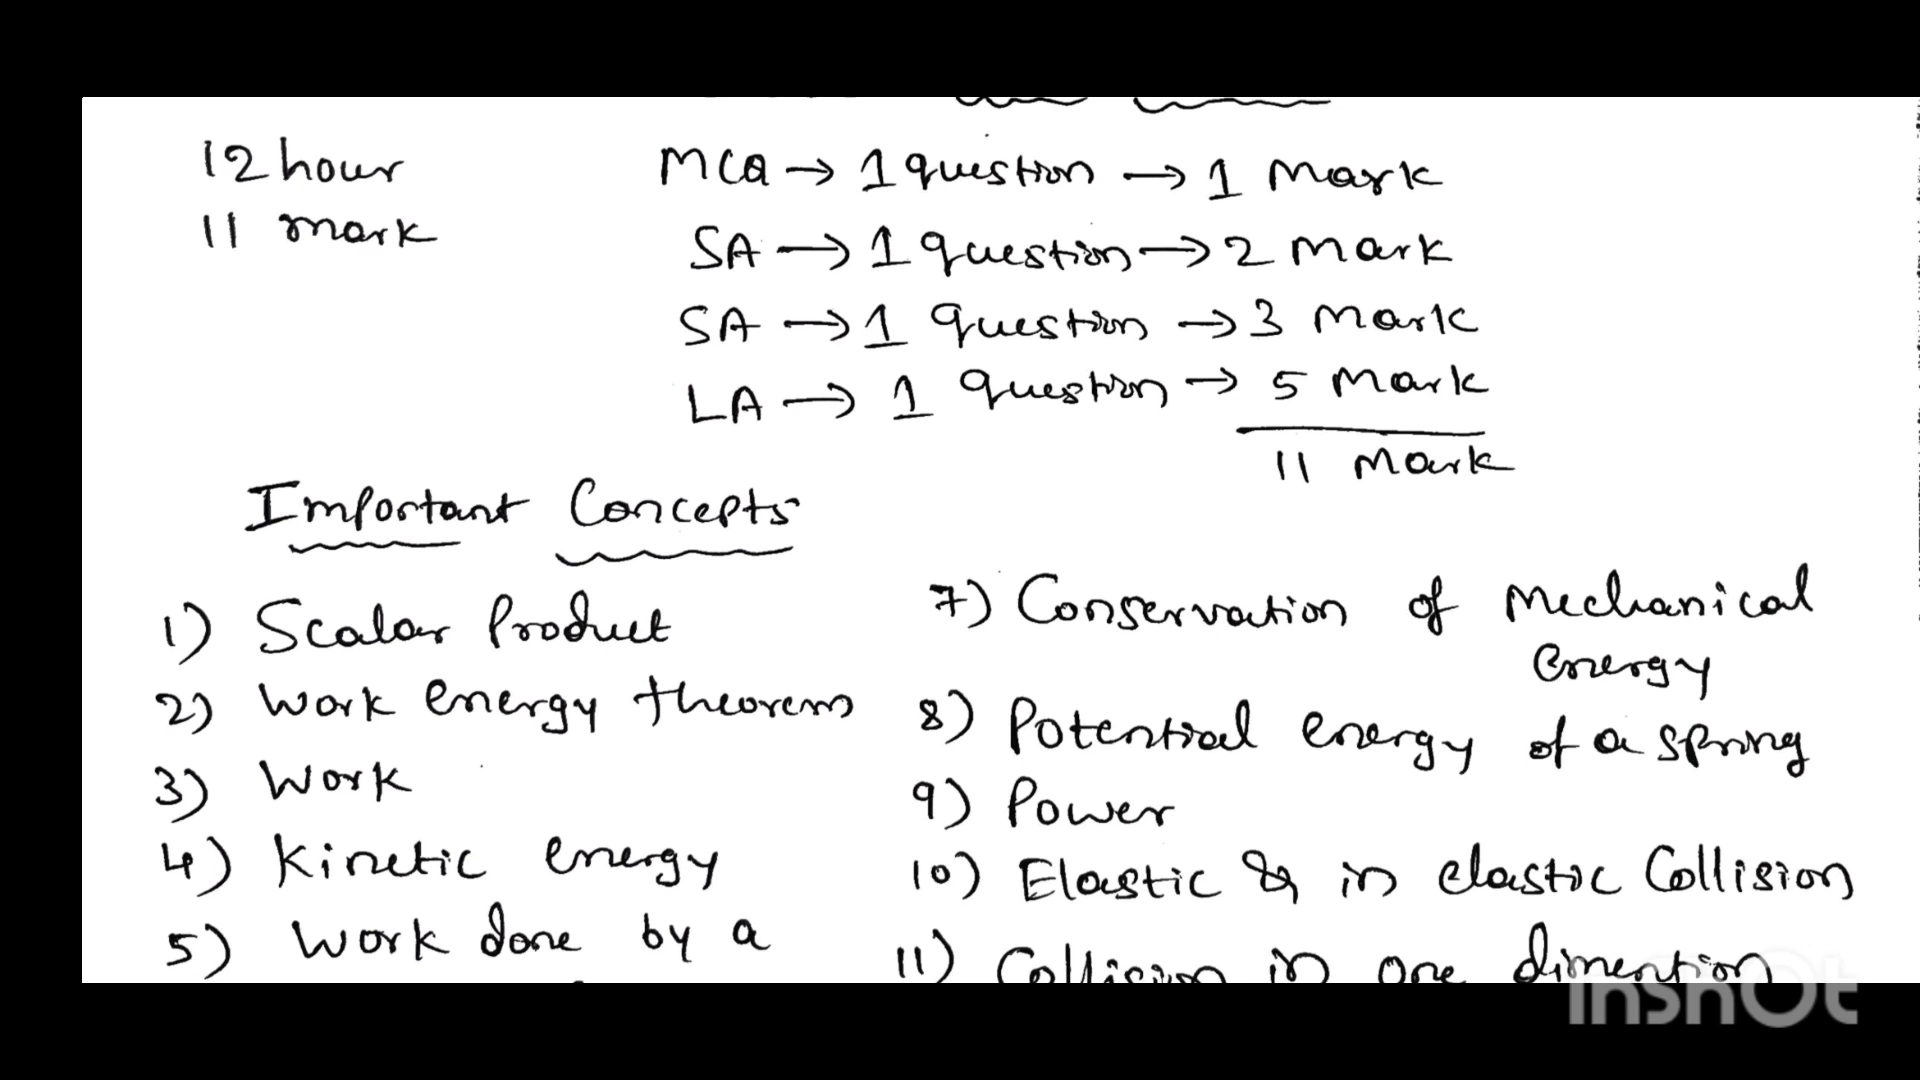 12 hour
11 mark
MCQ → 1 question → 1 Mark
SA → 1 question → 2 Mark
SA → 1 question → 3 Mark
LA → 1 question → 5 Mark
11 Mark
Important Concepts
1) Scalar Product
2) Work energy theorem
3) Work
4) Kinetic energy
5) Work done by a
7) Conservation of Mechanical
energy
8) Potential energy of a spring
9) Power
10) Elastic & in elastic Collision
11) Collision in one dimention
InShOt